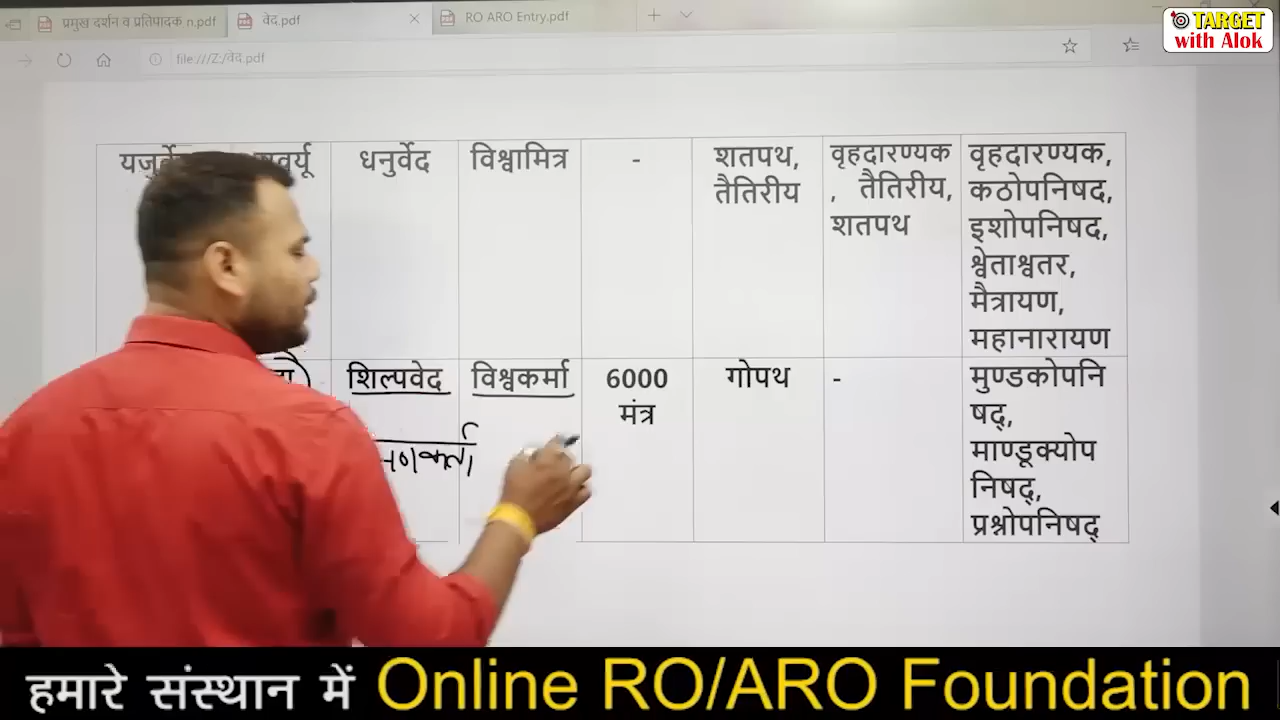 प्रमुख दर्शन व प्रतिपादक n.pdf
वेद.pdf
RO ARO Entry.pdf
TARGET
with Alok
file:///Z:/वेद.pdf
धनुर्वेद
विश्वामित्र
-
शतपथ,
तैतिरीय
वृहदारण्यक
, तैतिरीय,
शतपथ
वृहदारण्यक,
कठोपनिषद,
इशोपनिषद,
श्वेताश्वतर,
मैत्रायण,
महानारायण
शिल्पवेद
विश्वकर्मा
6000
मंत्र
गोपथ
-
मुण्डकोपनि
षद्,
माण्डूक्योप
निषद्,
प्रश्नोपनिषद्
हमारे संस्थान में Online RO/ARO Foundation